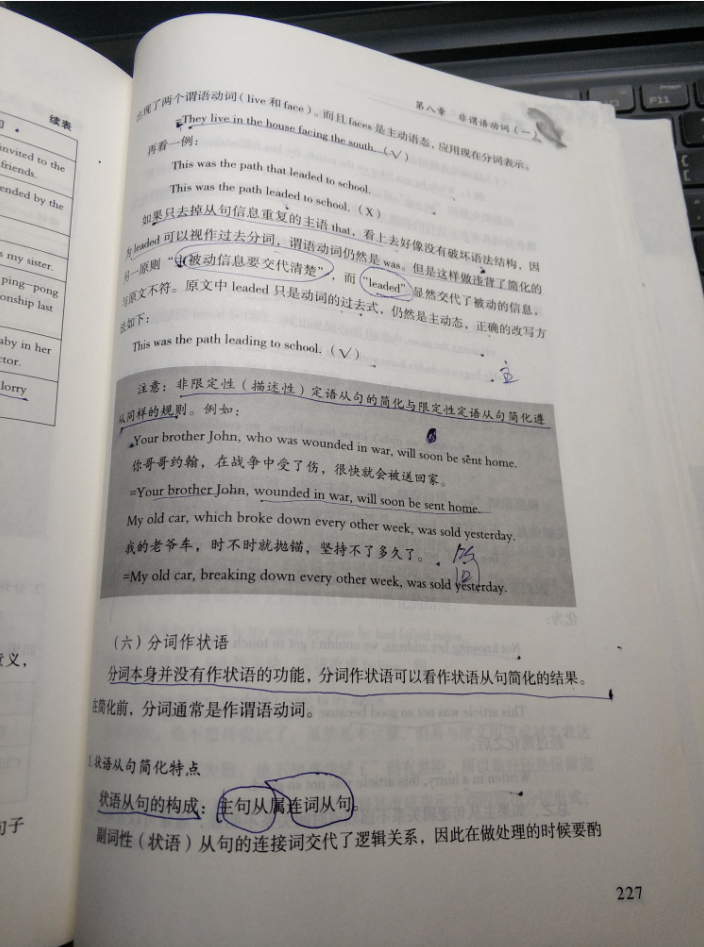 续表
invited to the
friends.
ended by the
s my sister.
ping-pong
onship last
aby in her
ctor.
lorry
意义，
句子
第八章 非谓语动词（一）
出现了两个谓语动词（live 和 face）。而且faces是主动语态，应用现在分词表示。
=They live in the house facing the south.（√）
再看一例：
This was the path that leaded to school.
This was the path leaded to school.（X）
如果只去掉从句信息重复的主语 that，看上去好像没有破坏语法结构，因
为leaded 可以视作过去分词，谓语动词仍然是 was。但是这样做违背了简化的
另一原则“主被动信息要交代清楚”，而“leaded”显然交代了被动的信息，
与原文不符。原文中 leaded 只是动词的过去式，仍然是主动态，正确的改写方
法如下：
This was the path leading to school.（√）
主
注意：非限定性（描述性）定语从句的简化与限定性定语从句简化遵
从同样的规则。例如：
Your brother John, who was wounded in war, will soon be sent home.
你哥哥约翰，在战争中受了伤，很快就会被送回家。
=Your brother John, wounded in war, will soon be sent home.
My old car, which broke down every other week, was sold yesterday.
我的老爷车，时不时就抛锚，坚持不了多久了。
=My old car, breaking down every other week, was sold yesterday.
（六）分词作状语
分词本身并没有作状语的功能，分词作状语可以看作状语从句简化的结果。
在简化前，分词通常是作谓语动词。
1.状语从句简化特点
状语从句的构成：主句从属连词从句。
副词性（状语）从句的连接词交代了逻辑关系，因此在做处理的时候要酌
227